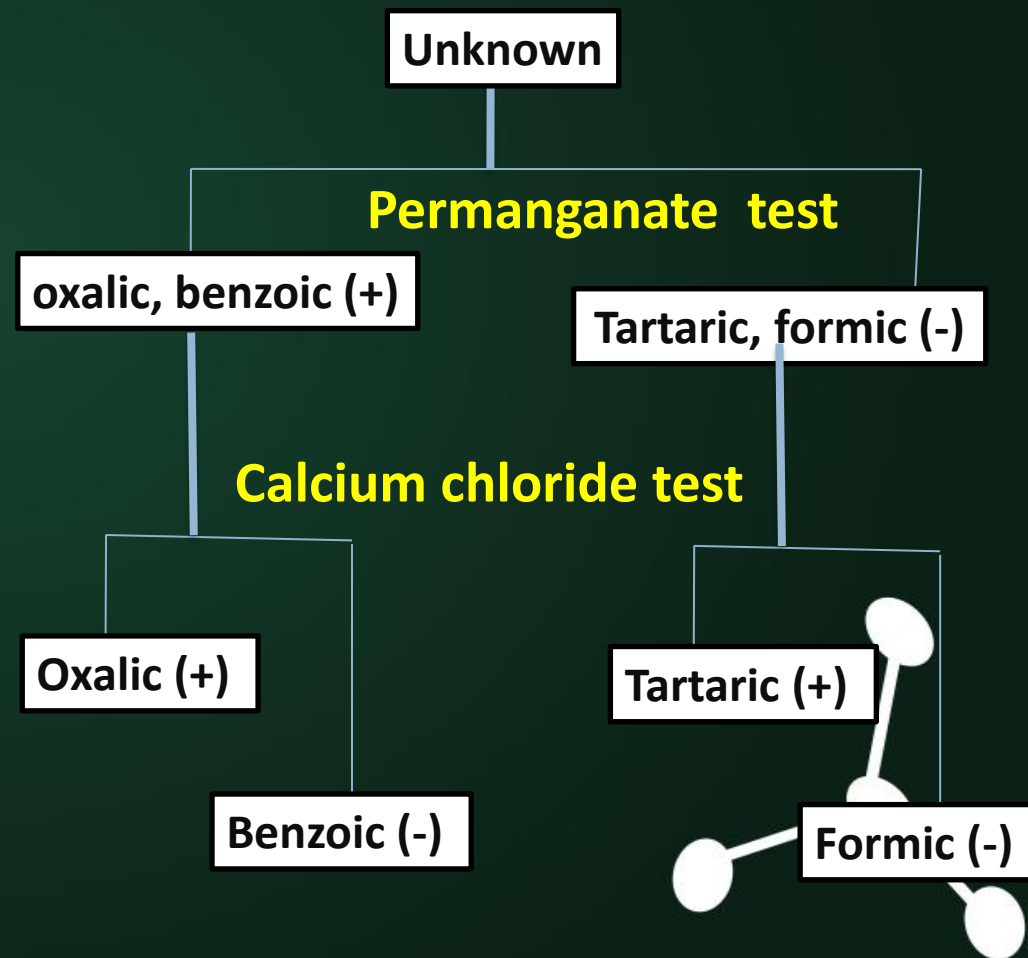 Unknown
Permanganate test
oxalic, benzoic (+)
Tartaric, formic (-)
Calcium chloride test
Oxalic (+)
Tartaric (+)
Benzoic (-)
Formic (-)